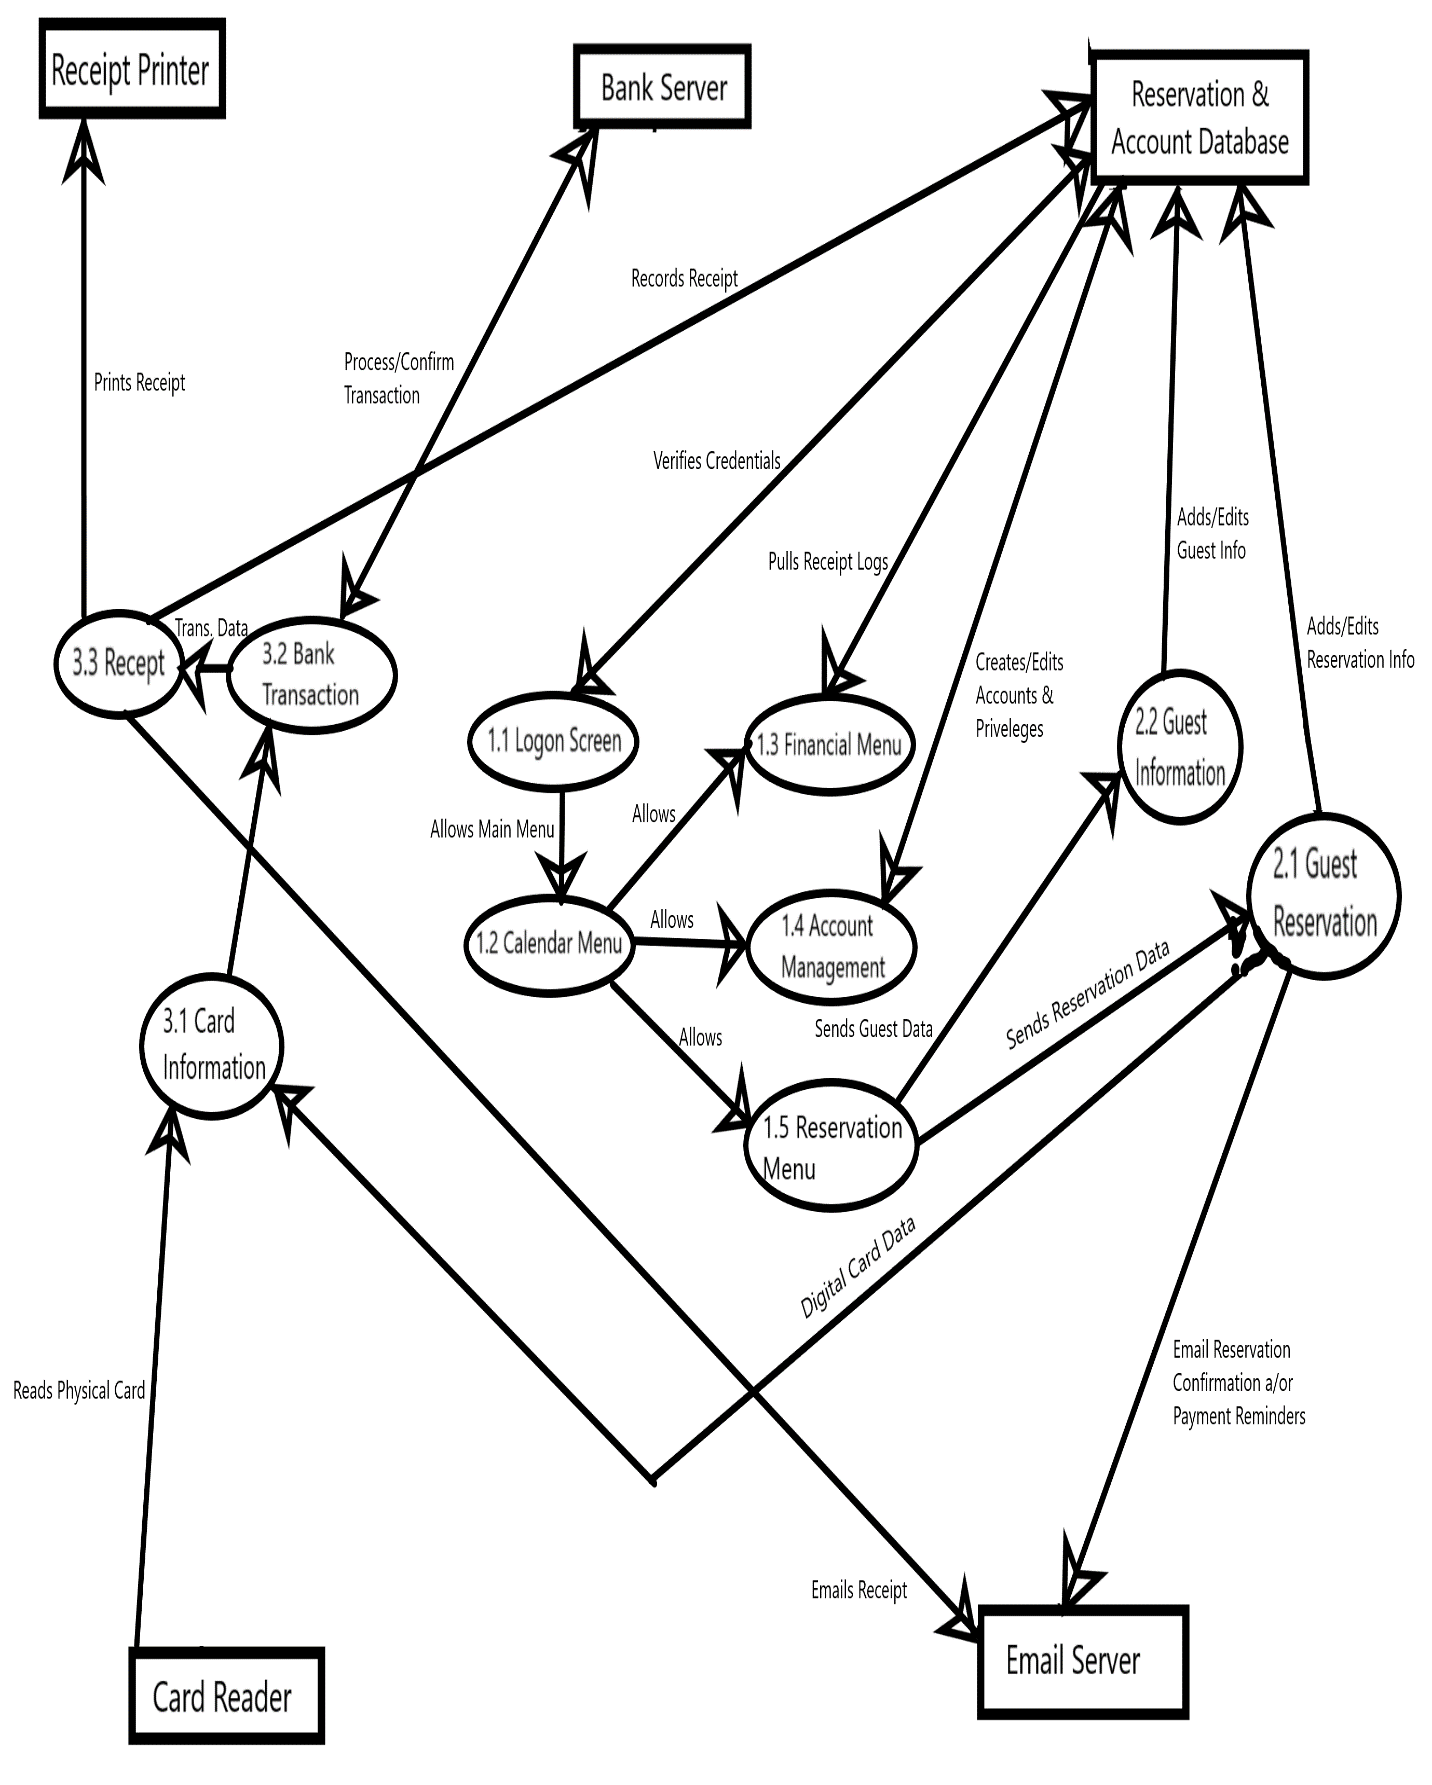 Receipt Printer
Bank Server
Reservation &
Account Database
Records Receipt
Process/Confirm
Transaction
Prints Receipt
Verifies Credentials
Pulls Receipt Logs
Adds/Edits
Guest Info
Adds/Edits
Reservation Info
Trans. Data
3.3 Recept
3.2 Bank
Transaction
Creates/Edits
Accounts &
Priveleges
1.1 Logon Screen
1.3 Financial Menu
2.2 Guest
Information
Allows Main Menu
Allows
2.1 Guest
Reservation
Allows
1.2 Calendar Menu
1.4 Account
Management
Sends Reservation Data
3.1 Card
Information
Sends Guest Data
Allows
1.5 Reservation
Menu
Digital Card Data
Reads Physical Card
Email Reservation
Confirmation a/or
Payment Reminders
Emails Receipt
Card Reader
Email Server